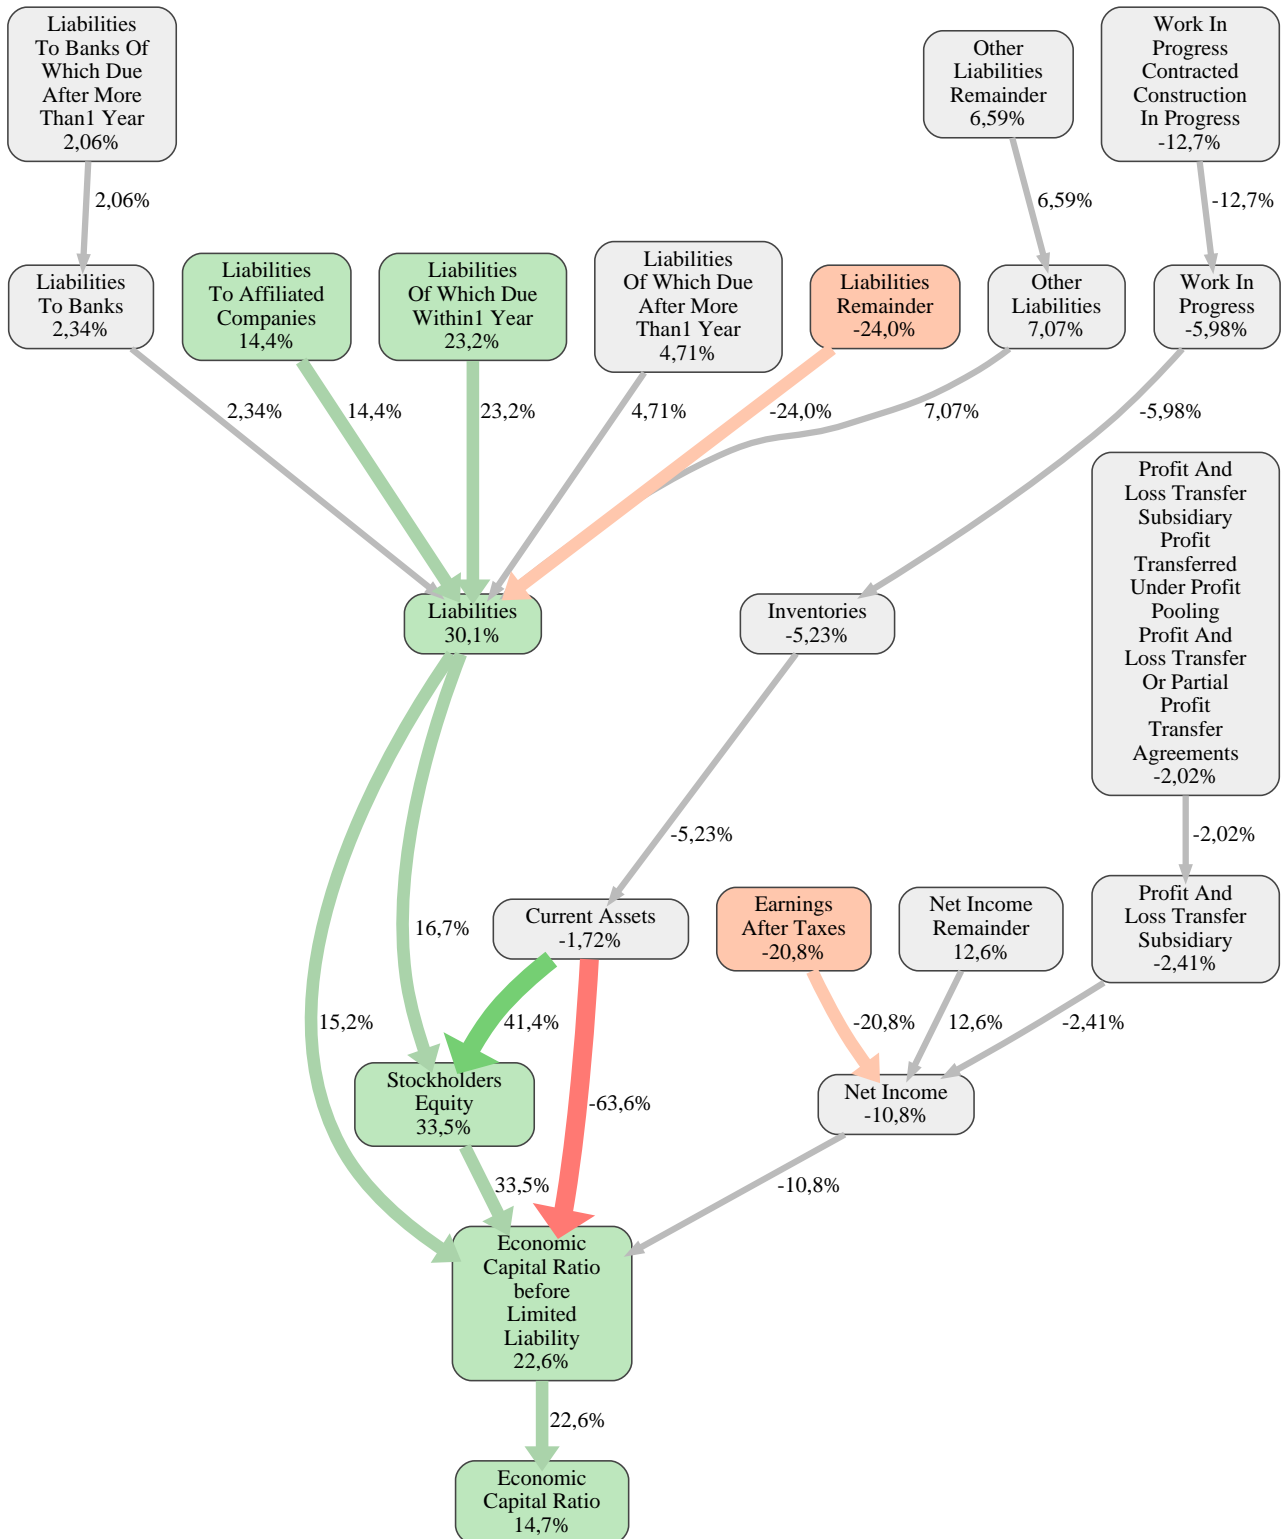 Liabilities
To Banks Of
Which Due
After More
Than1 Year
2,06%
Other
Liabilities
Remainder
6,59%
Work In
Progress
Contracted
Construction
In Progress
-12,7%
2,06%
6,59%
-12,7%
Liabilities
To Banks
2,34%
Liabilities
To Affiliated
Companies
14,4%
Liabilities
Of Which Due
Within1 Year
23,2%
Liabilities
Of Which Due
After More
Than1 Year
4,71%
Liabilities
Remainder
-24,0%
Other
Liabilities
7,07%
Work In
Progress
-5,98%
2,34%
14,4%
23,2%
4,71%
-24,0%
7,07%
-5,98%
Profit And
Loss Transfer
Subsidiary
Profit
Transferred
Under Profit
Pooling
Profit And
Loss Transfer
Or Partial
Profit
Transfer
Agreements
-2,02%
Liabilities
30,1%
Inventories
-5,23%
-5,23%
-2,02%
Current Assets
-1,72%
Earnings
After Taxes
-20,8%
Net Income
Remainder
12,6%
Profit And
Loss Transfer
Subsidiary
-2,41%
16,7%
15,2%
41,4%
-20,8%
12,6%
-2,41%
Stockholders
Equity
33,5%
-63,6%
Net Income
-10,8%
33,5%
-10,8%
Economic
Capital Ratio
before
Limited
Liability
22,6%
22,6%
Economic
Capital Ratio
14,7%